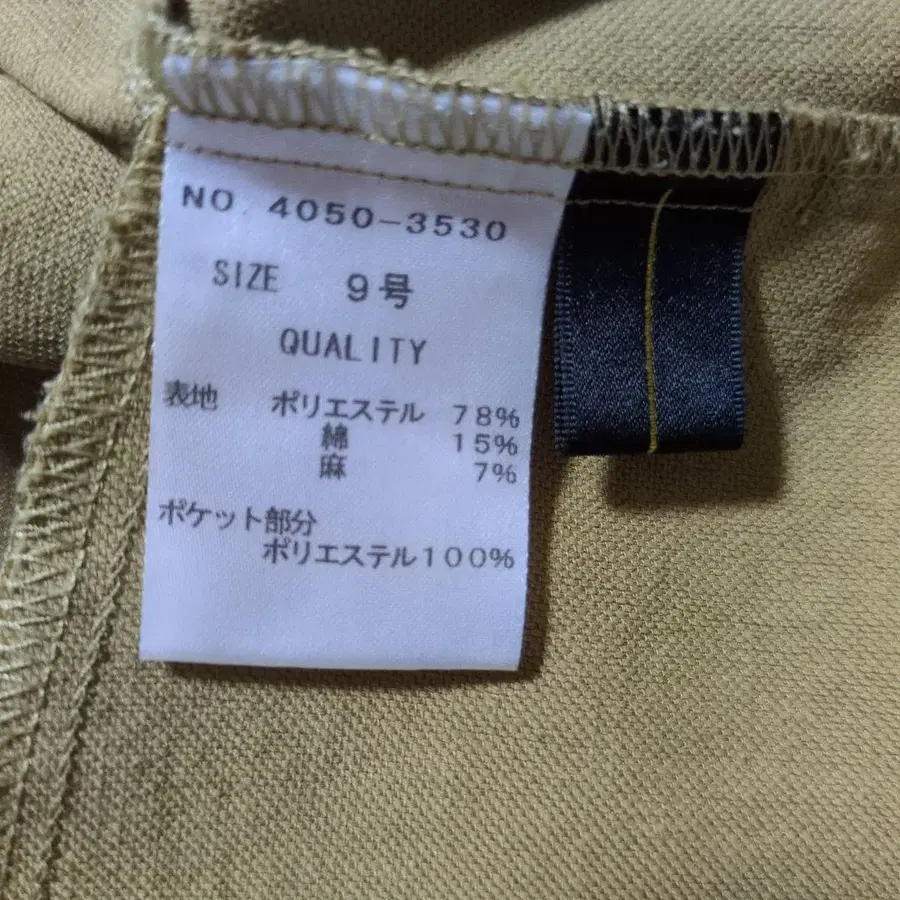 NO. 4050-3530
SIZE 9号
QUALITY
表地 ポリエステル 78%
綿 15%
麻 7%
ポケット部分
ポリエステル100%